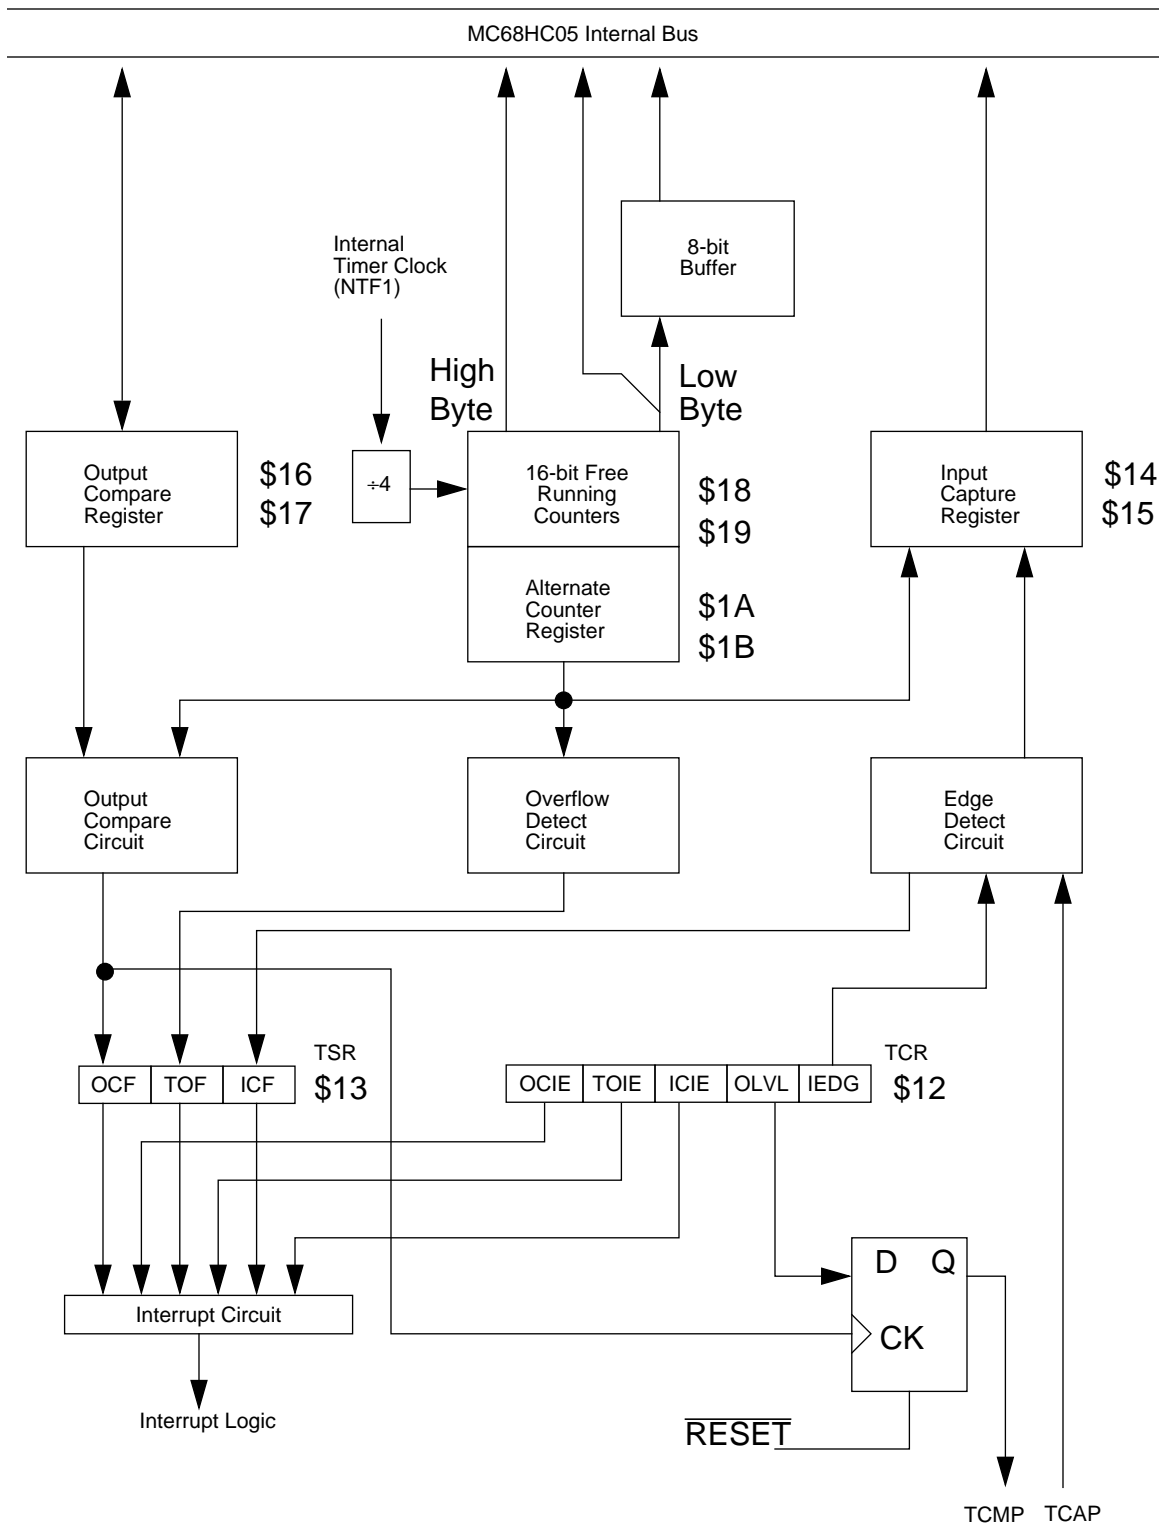 MC68HC05 Internal Bus
Internal
Timer Clock
(NTF1)
8-bit
Buffer
High
Byte
Low
Byte
Output
Compare
Register
$16
$17
÷4
16-bit Free
Running
Counters
$18
$19
Input
Capture
Register
$14
$15
Alternate
Counter
Register
$1A
$1B
Output
Compare
Circuit
Overflow
Detect
Circuit
Edge
Detect
Circuit
TSR
OCF TOF ICF $13
TCR
OCIE TOIE ICIE OLVL IEDG $12
D Q
CK
Interrupt Circuit
Interrupt Logic
RESET
TCMP TCAP